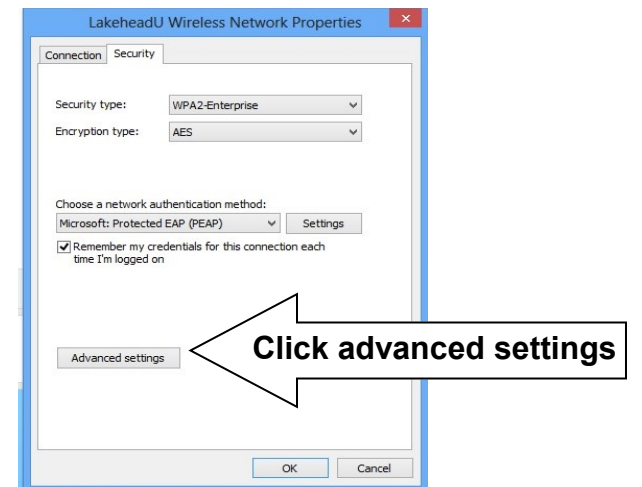 LakeheadU Wireless Network Properties
Connection Security
Security type: WPA2-Enterprise
Encryption type: AES
Choose a network authentication method:
Microsoft: Protected EAP (PEAP) Settings
Remember my credentials for this connection each
time I'm logged on
Advanced settings
Click advanced settings
OK Cancel